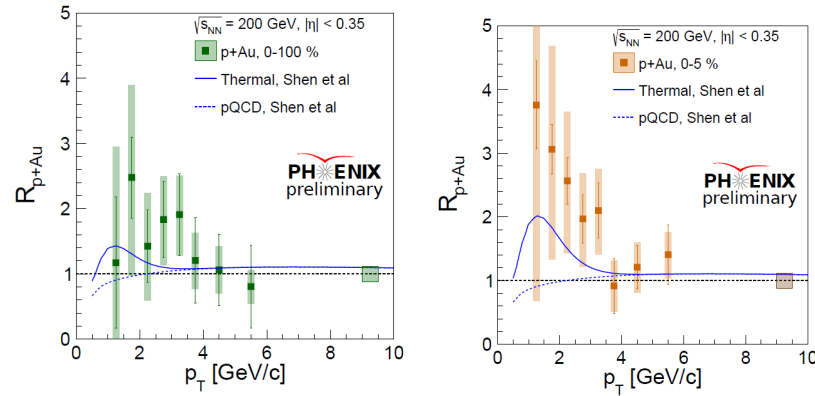 √s_NN = 200 GeV, |η| < 0.35
p+Au, 0-100 %
Thermal, Shen et al
pQCD, Shen et al
PHENIX
preliminary
R_p+Au
5
4
3
2
1
0
0 2 4 6 8 10
p_T [GeV/c]
√s_NN = 200 GeV, |η| < 0.35
p+Au, 0-5 %
Thermal, Shen et al
pQCD, Shen et al
PHENIX
preliminary
R_p+Au
5
4
3
2
1
0
0 2 4 6 8 10
p_T [GeV/c]